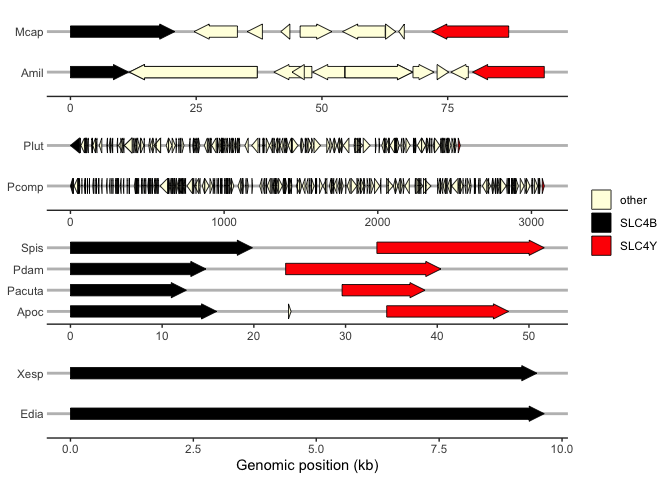 Mcap
Amil
0 25 50 75
Plut
Pcomp
0 1000 2000 3000
other
SLC4B
SLC4Y
Spis
Pdam
Pacuta
Apoc
0 10 20 30 40 50
Xesp
Edia
0.0 2.5 5.0 7.5 10.0
Genomic position (kb)